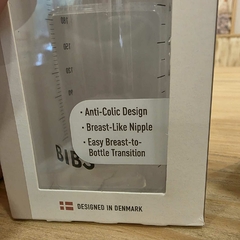 · Anti-Colic Design
· Breast-Like Nipple
· Easy Breast-to-
Bottle Transition
BIBS
DESIGNED IN DENMARK